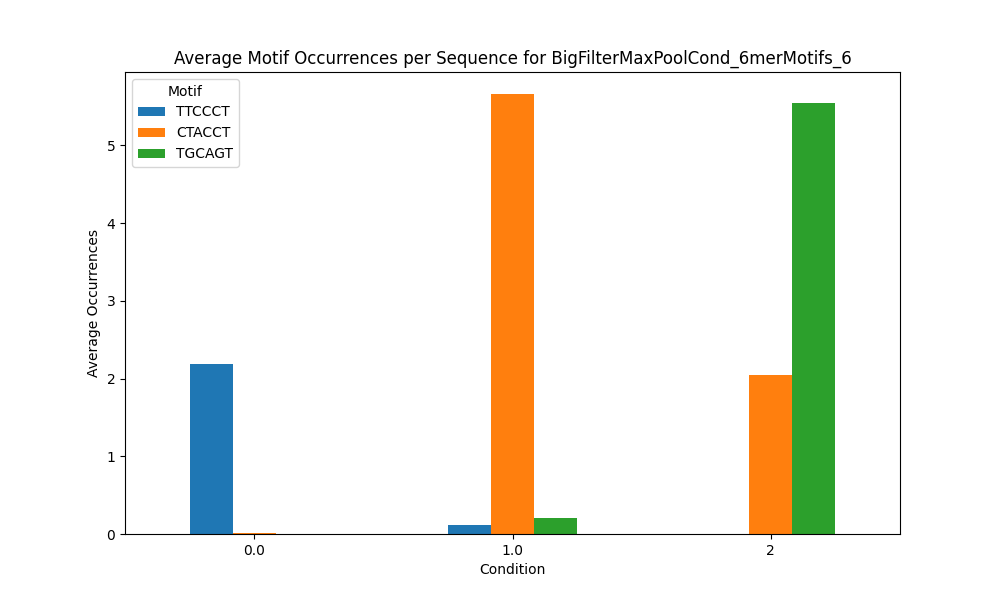 Average Motif Occurrences per Sequence for BigFilterMaxPoolCond_6merMotifs_6
Motif
TTCCCT
CTACCT
TGCAGT
Average Occurrences
5
4
3
2
1
0
0.0
1.0
2
Condition